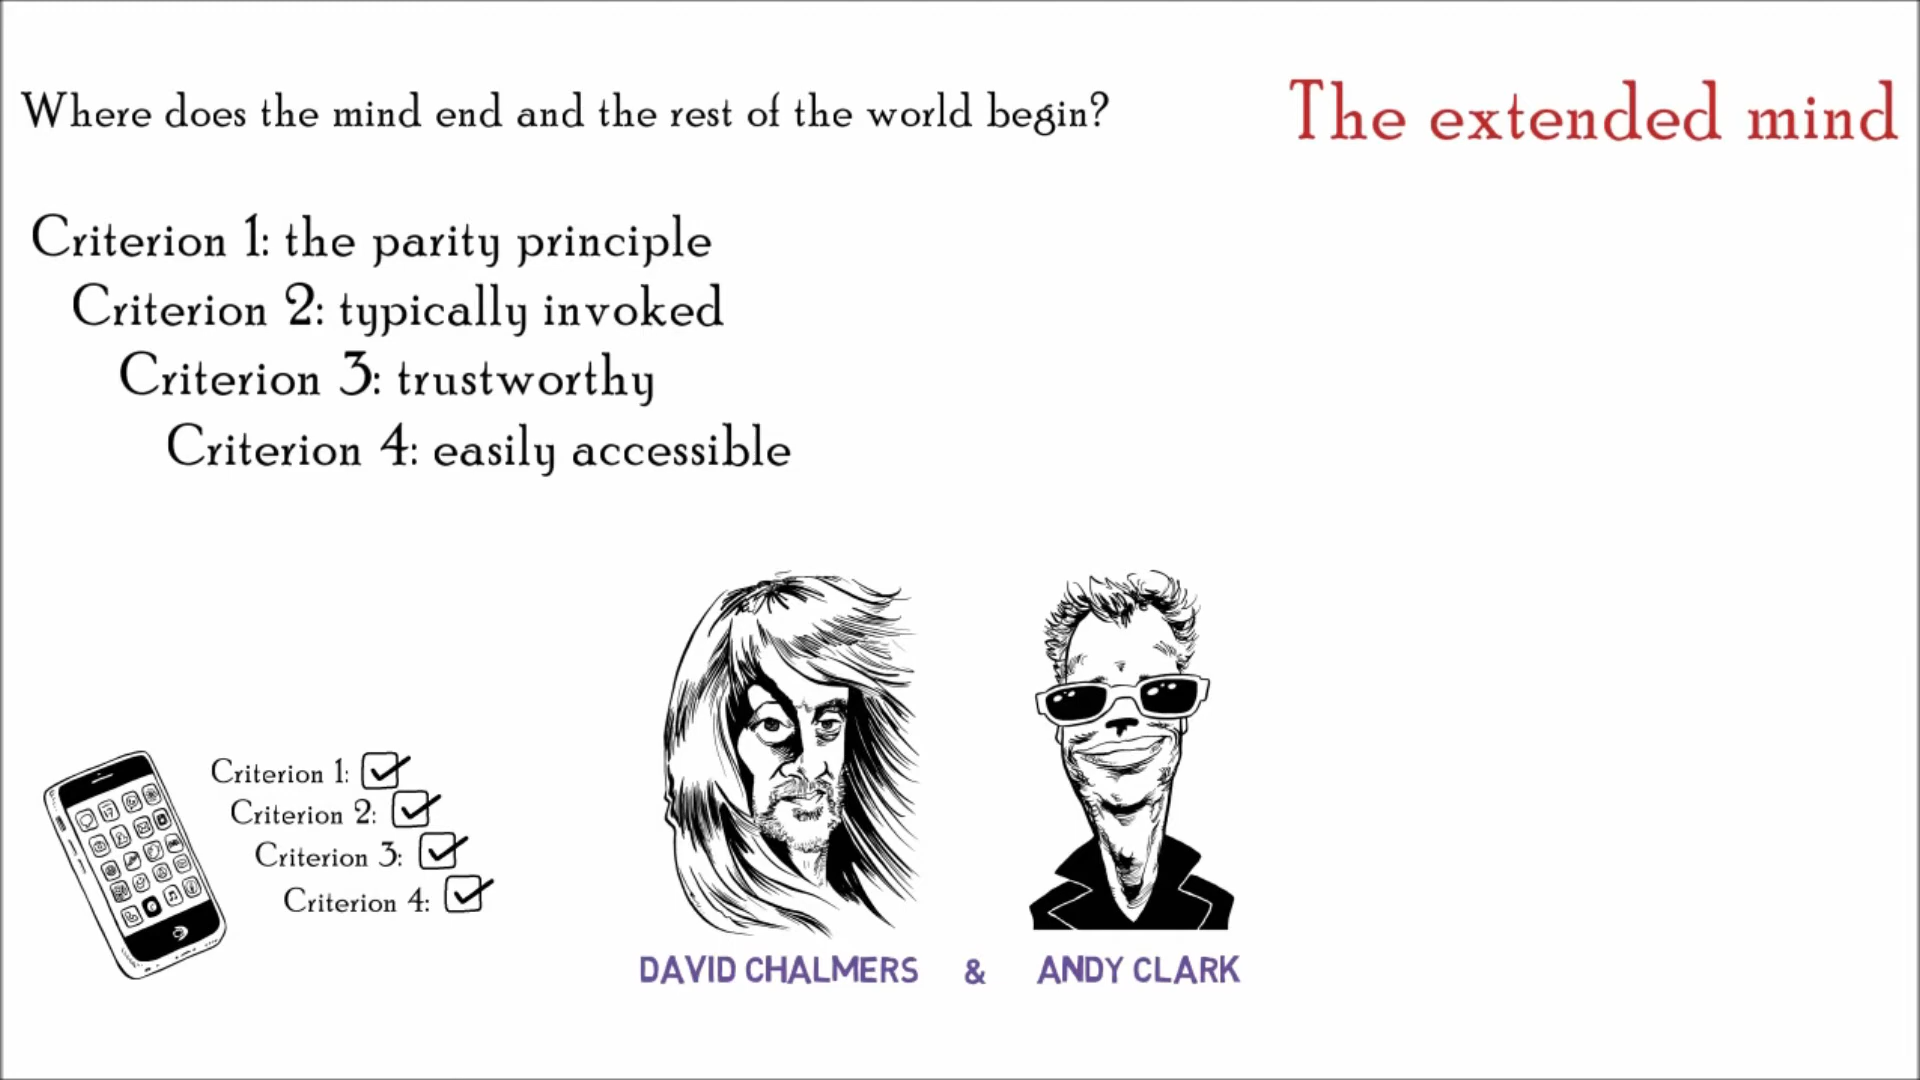 Where does the mind end and the rest of the world begin?
The extended mind
Criterion 1: the parity principle
Criterion 2: typically invoked
Criterion 3: trustworthy
Criterion 4: easily accessible
Criterion 1:
Criterion 2:
Criterion 3:
Criterion 4:
DAVID CHALMERS & ANDY CLARK